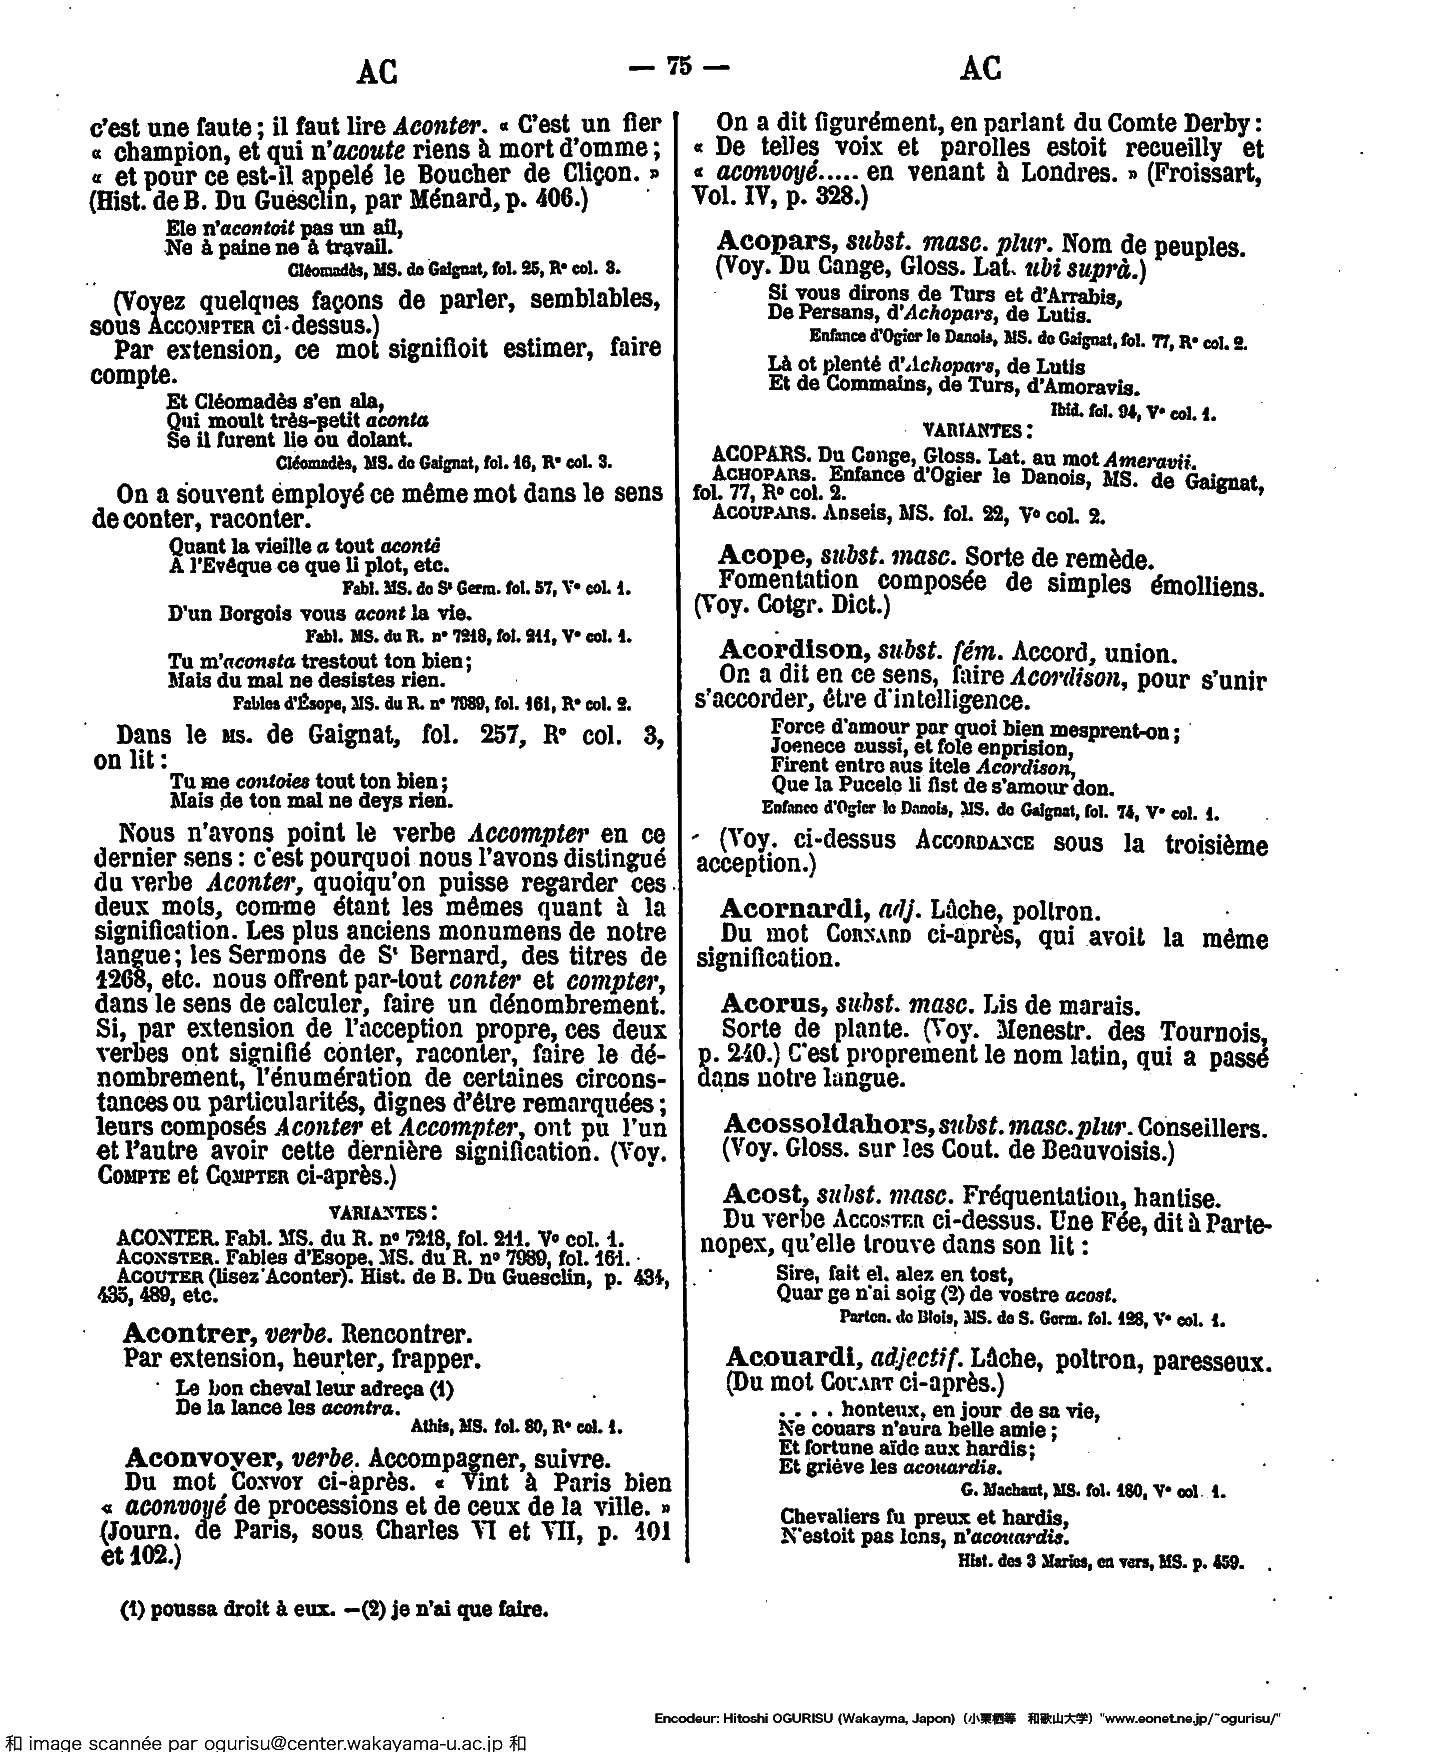 AC
— 75 —
AC
c'est une faute ; il faut lire Aconter. « C'est un fier
« champion, et qui n'acoute riens à mort d'omme ;
« et pour ce est-il appelé le Boucher de Cliçon. »
(Hist. de B. Du Guesclin, par Ménard, p. 406.)
Ele n'acontoit pas un ail,
Ne à paine ne à travail.
Cléomadès, MS. de Gaignat, fol. 25, R° col. 3.
(Voyez quelques façons de parler, semblables,
sous ACCOMPTER ci-dessus.)
Par extension, ce mot signifioit estimer, faire
compte.
Et Cléomadès s'en ala,
Qui moult très-petit aconta
Se il furent lie ou dolant.
Cléomadès, MS. de Gaignat, fol. 16, R° col. 3.
On a souvent employé ce même mot dans le sens
de conter, raconter.
Quant la vieille a tout aconté
A l'Evêque ce que li plot, etc.
Fabl. MS. de St Germ. fol. 57, V° col. 1.
D'un Borgois vous acont la vie.
Fabl. MS. du R. n° 7218, fol. 211, V° col. 1.
Tu m'aconsta trestout ton bien ;
Mais du mal ne desistes rien.
Fables d'Ésope, MS. du R. n° 7989, fol. 161, R° col. 2.
Dans le MS. de Gaignat, fol. 257, R° col. 3,
on lit :
Tu me contoies tout ton bien ;
Mais de ton mal ne deys rien.
Nous n'avons point le verbe Accompter en ce
dernier sens : c'est pourquoi nous l'avons distingué
du verbe Aconter, quoiqu'on puisse regarder ces
deux mots, comme étant les mêmes quant à la
signification. Les plus anciens monumens de notre
langue ; les Sermons de St Bernard, des titres de
1268, etc. nous offrent par-tout conter et compter,
dans le sens de calculer, faire un dénombrement.
Si, par extension de l'acception propre, ces deux
verbes ont signifié conter, raconter, faire le dé-
nombrement, l'énumération de certaines circons-
tances ou particularités, dignes d'être remarquées ;
leurs composés Aconter et Accompter, ont pu l'un
et l'autre avoir cette dernière signification. (Voy.
COMPTE et COMPTER ci-après.)
VARIANTES :
ACONTER. Fabl. MS. du R. n° 7218, fol. 211. V° col. 1.
ACONSTER. Fables d'Esope, MS. du R. n° 7989, fol. 161.
ACOUTER (lisez Aconter). Hist. de B. Du Guesclin, p. 434,
435, 489, etc.
Acontrer, verbe. Rencontrer.
Par extension, heurter, frapper.
Le bon cheval leur adreça (1)
De la lance les acontra.
Athis, MS. fol. 80, R° col. 1.
Aconvoyer, verbe. Accompagner, suivre.
Du mot CONVOY ci-après. « Vint à Paris bien
« aconvoyé de processions et de ceux de la ville. »
(Journ. de Paris, sous Charles VI et VII, p. 101
et 102.)
On a dit figurément, en parlant du Comte Derby :
« De telles voix et parolles estoit recueilly et
« aconvoyé..... en venant à Londres. » (Froissart,
Vol. IV, p. 328.)
Acopars, subst. masc. plur. Nom de peuples.
(Voy. Du Cange, Gloss. Lat. ubi suprà.)
Si vous dirons de Turs et d'Arrabis,
De Persans, d'Achopars, de Lutis.
Enfance d'Ogier le Danois, MS. de Gaignat, fol. 77, R° col. 2.
Là ot plenté d'Achopars, de Lutis
Et de Commains, de Turs, d'Amoravis.
Ibid. fol. 94, V° col. 1.
VARIANTES :
ACOPARS. Du Cange, Gloss. Lat. au mot Ameravii.
ACHOPARS. Enfance d'Ogier le Danois, MS. de Gaignat,
fol. 77, R° col. 2.
ACOUPARS. Anseis, MS. fol. 22, V° col. 2.
Acope, subst. masc. Sorte de remède.
Fomentation composée de simples émolliens.
(Voy. Cotgr. Dict.)
Acordison, subst. fém. Accord, union.
On a dit en ce sens, faire Acordison, pour s'unir
s'accorder, être d'intelligence.
Force d'amour par quoi bien mesprent-on ;
Joenece aussi, et fole enprision,
Firent entre aus itele Acordison,
Que la Pucele li fist de s'amour don.
Enfance d'Ogier le Danois, MS. de Gaignat, fol. 74, V° col. 1.
(Voy. ci-dessus ACCORDANCE sous la troisième
acception.)
Acornardi, adj. Lâche, poltron.
Du mot CORNARD ci-après, qui avoit la même
signification.
Acorus, subst. masc. Lis de marais.
Sorte de plante. (Voy. Menestr. des Tournois,
p. 240.) C'est proprement le nom latin, qui a passé
dans notre langue.
Acossoldahors, subst. masc. plur. Conseillers.
(Voy. Gloss. sur les Cout. de Beauvoisis.)
Acost, subst. masc. Fréquentation, hantise.
Du verbe ACCOSTER ci-dessus. Une Fée, dit à Parte-
nopex, qu'elle trouve dans son lit :
Sire, fait el. alez en tost,
Quar ge n'ai soig (2) de vostre acost.
Parten. de Blois, MS. de S. Germ. fol. 128, V° col. 1.
Acouardi, adjectif. Lâche, poltron, paresseux.
(Du mot COUART ci-après.)
. . . . honteux, en jour de sa vie,
Ne couars n'aura belle amie ;
Et fortune aïde aux hardis ;
Et griève les acouardis.
G. Machaut, MS. fol. 180, V° col 1.
Chevaliers fu preux et hardis,
N'estoit pas lens, n'acouardis.
Hist. des 3 Maries, en vers, MS. p. 459.
(1) poussa droit à eux. —(2) je n'ai que faire.
Encodeur: Hitoshi OGURISU (Wakayma, Japon) (小栗栖等 和歌山大学) "www.eonet.ne.jp/~ogurisu/"
和 image scannée par ogurisu@center.wakayama-u.ac.jp 和